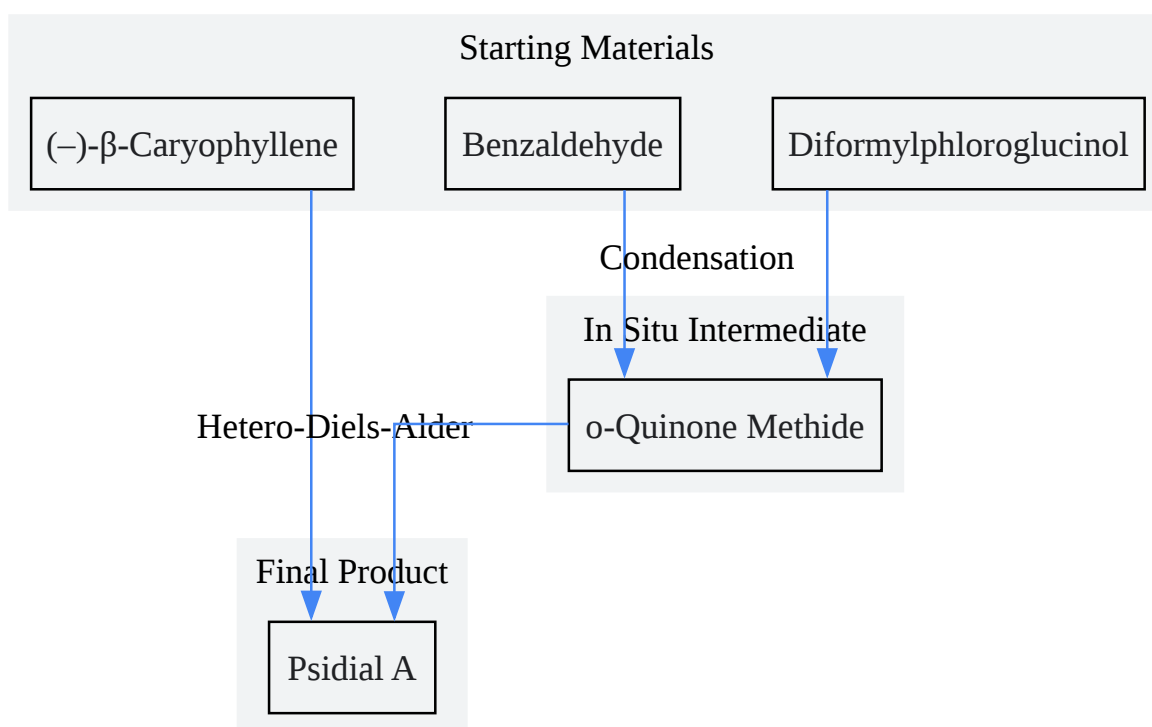 Starting Materials
(–)-β-Caryophyllene
Benzaldehyde
Diformylphloroglucinol
Condensation
In Situ Intermediate
Hetero-Diels-Alder
o-Quinone Methide
Final Product
Psidial A